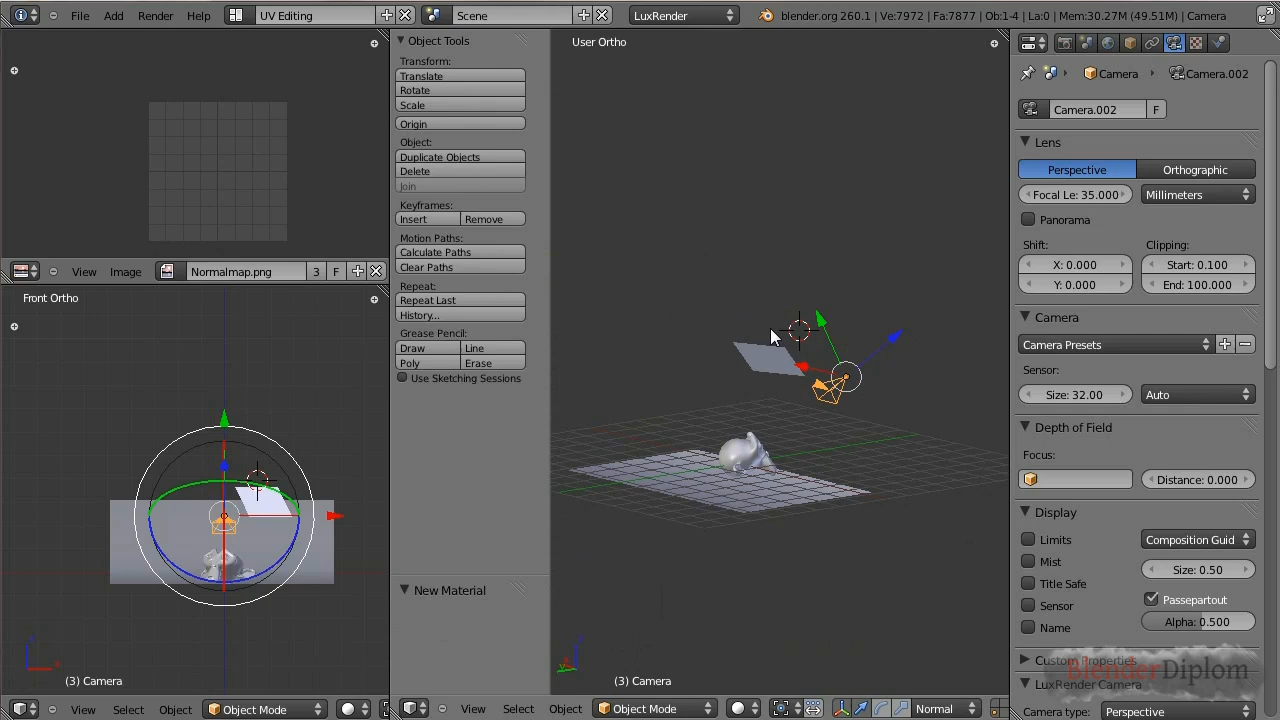 File Add Render Help UV Editing Scene LuxRender blender.org 260.1 | Ve:7972 | Fa:7877 | Ob:1-4 | La:0 | Mem:30.27M (49.51M) | Camera
Object Tools
Transform:
Translate
Rotate
Scale
Origin
Object:
Duplicate Objects
Delete
Join
Keyframes:
Insert Remove
Motion Paths:
Calculate Paths
Clear Paths
Repeat:
Repeat Last
History...
Grease Pencil:
Draw Line
Poly Erase
Use Sketching Sessions
New Material
View Image Normalmap.png 3 F
Front Ortho
(3) Camera
View Select Object Object Mode
User Ortho
(3) Camera
View Select Object Object Mode Normal
Camera Camera.002
Camera.002 F
Lens
Perspective Orthographic
Focal Le: 35.000 Millimeters
Panorama
Shift: Clipping:
X: 0.000 Start: 0.100
Y: 0.000 End: 100.000
Camera
Camera Presets
Sensor:
Size: 32.00 Auto
Depth of Field
Focus:
Distance: 0.000
Display
Limits Composition Guid
Mist Size: 0.50
Title Safe
Sensor Passepartout
Name Alpha: 0.500
Custom Properties
BlenderDiplom
LuxRender Camera
Camera type: Perspective